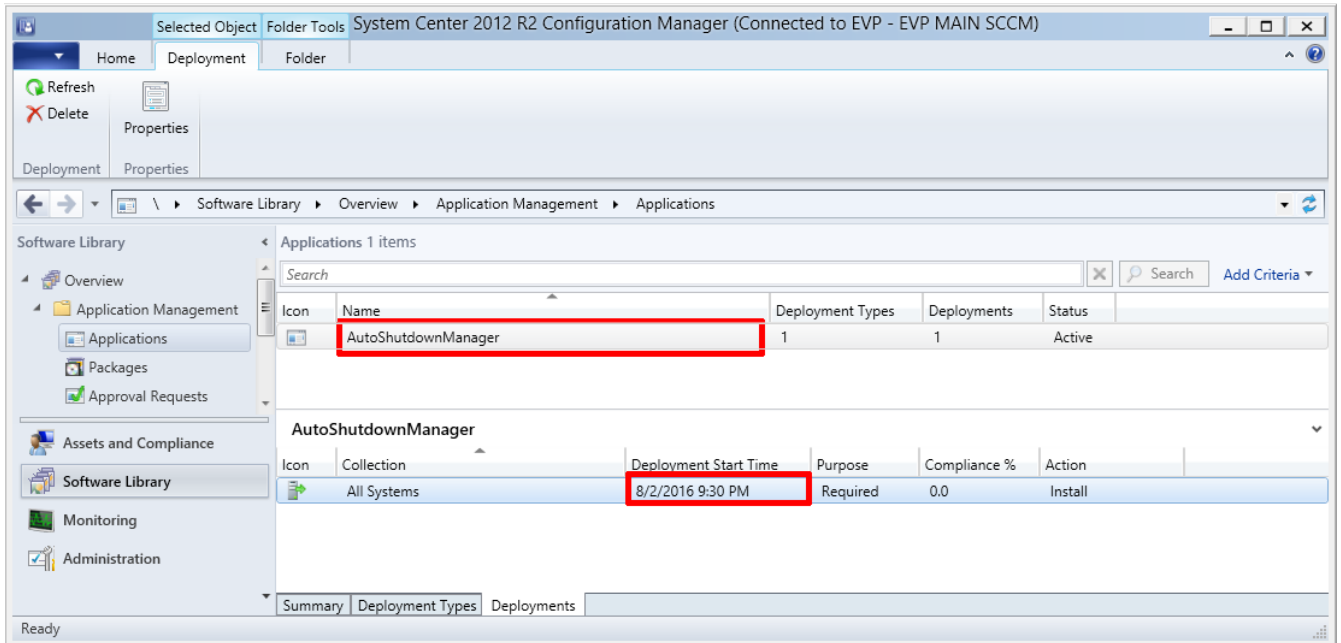 Selected Object Folder Tools System Center 2012 R2 Configuration Manager (Connected to EVP - EVP MAIN SCCM)
Home Deployment Folder
Refresh
Delete
Properties
Deployment Properties
\ Software Library Overview Application Management Applications
Software Library
Applications 1 items
Search Search Add Criteria
Overview
Application Management
Applications
Packages
Approval Requests
Icon Name Deployment Types Deployments Status
AutoShutdownManager 1 1 Active
AutoShutdownManager
Icon Collection Deployment Start Time Purpose Compliance % Action
All Systems 8/2/2016 9:30 PM Required 0.0 Install
Assets and Compliance
Software Library
Monitoring
Administration
Summary Deployment Types Deployments
Ready